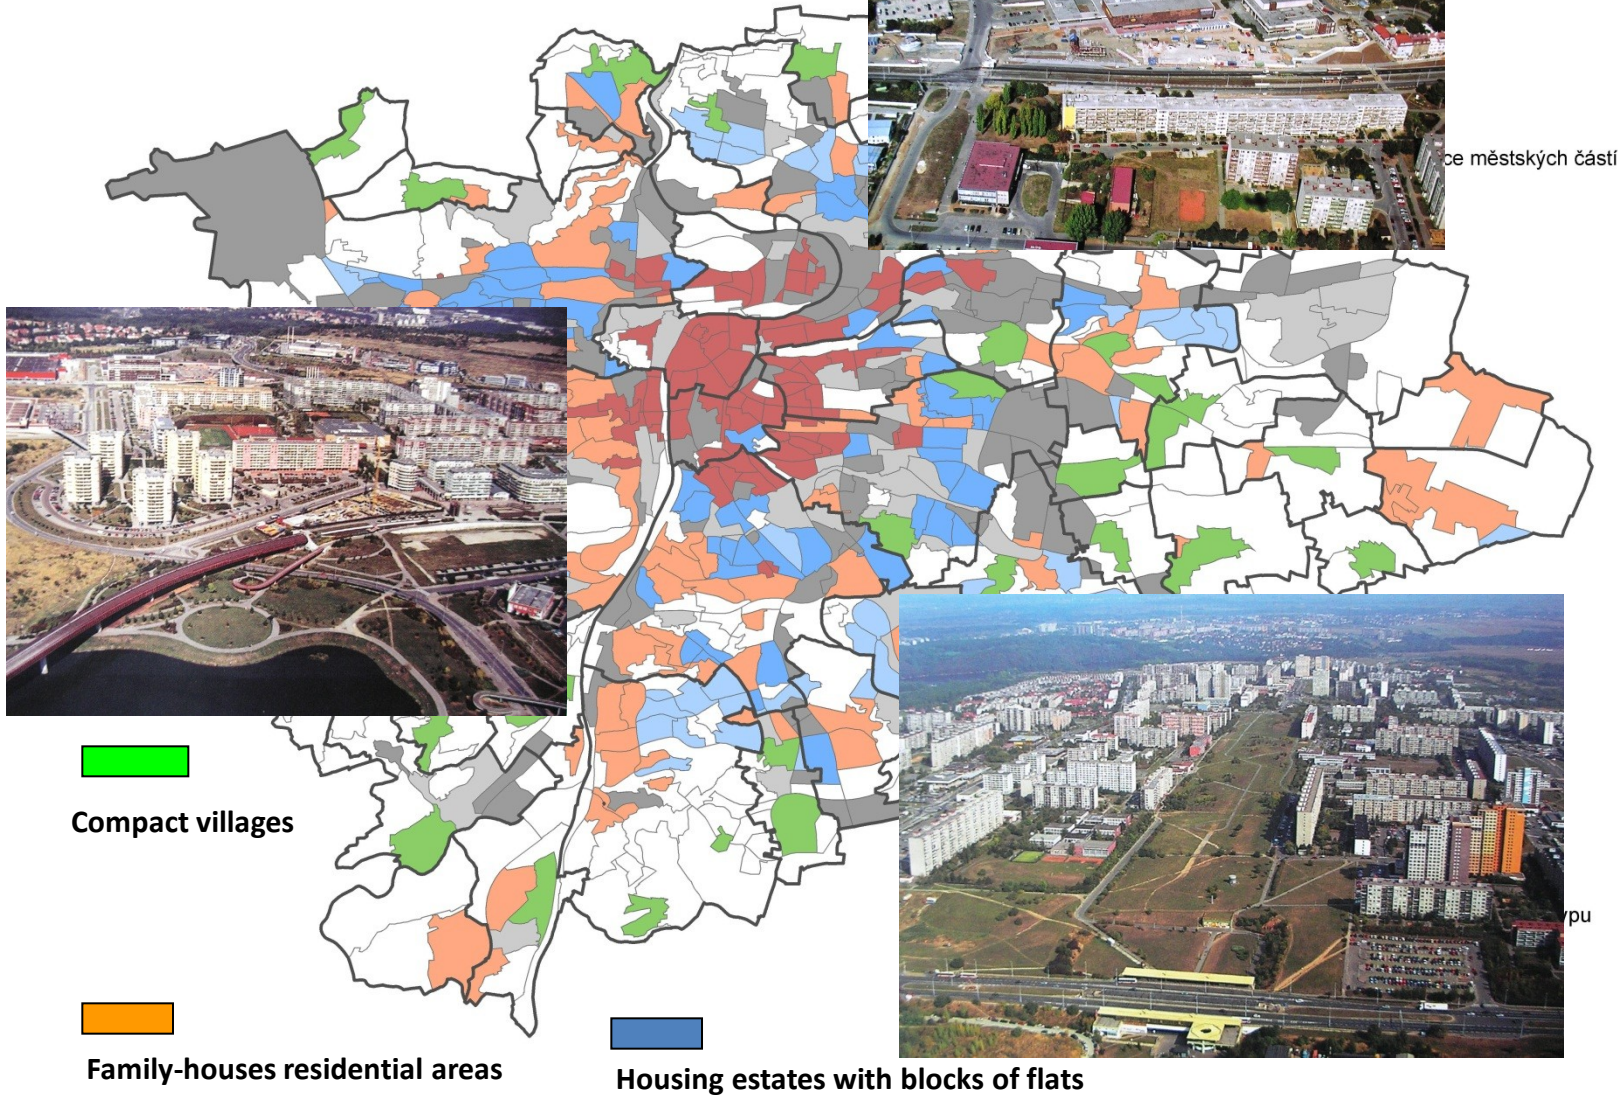 ce městských částí
Compact villages
ypu
Family-houses residential areas
Housing estates with blocks of flats